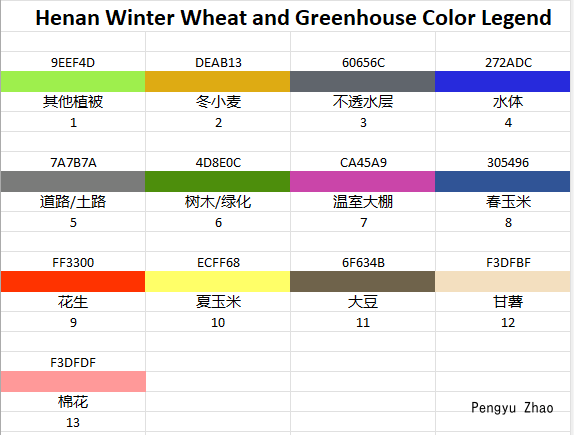 Henan Winter Wheat and Greenhouse Color Legend
9EEF4D DEAB13 60656C 272ADC
其他植被 冬小麦 不透水层 水体
1 2 3 4
7A7B7A 4D8E0C CA45A9 305496
道路/土路 树木/绿化 温室大棚 春玉米
5 6 7 8
FF3300 ECFF68 6F634B F3DFBF
花生 夏玉米 大豆 甘薯
9 10 11 12
F3DFDF
棉花
13
Pengyu Zhao